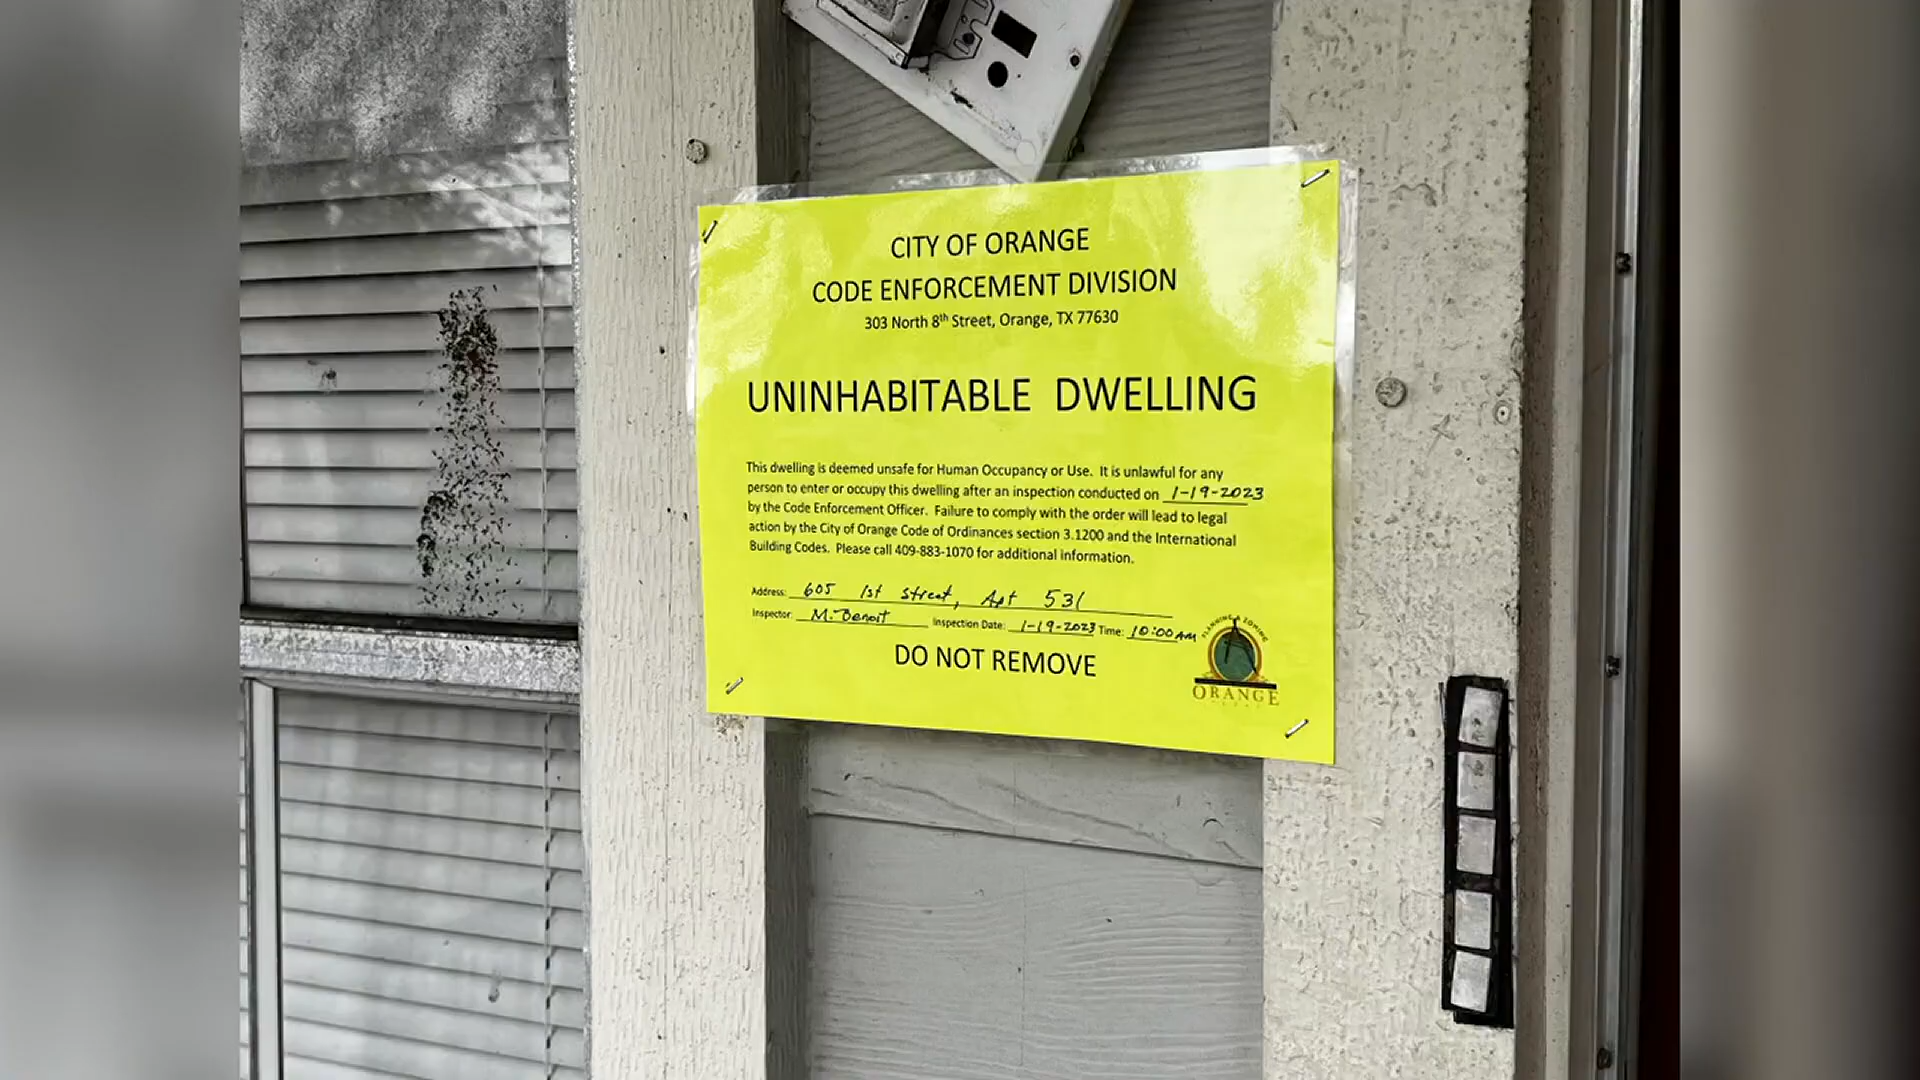 CITY OF ORANGE
CODE ENFORCEMENT DIVISION
303 North 8th Street, Orange, TX 77630
UNINHABITABLE DWELLING
This dwelling is deemed unsafe for Human Occupancy or Use. It is unlawful for any
person to enter or occupy this dwelling after an inspection conducted on 1-19-2023
by the Code Enforcement Officer. Failure to comply with the order will lead to legal
action by the City of Orange Code of Ordinances section 3.1200 and the International
Building Codes. Please call 409-883-1070 for additional information.
Address: 605 1st Street, Apt 531
Inspector: M. Benoit Inspection Date: 1-19-2023 Time: 10:00 AM
DO NOT REMOVE
PLANNING & ZONING
ORANGE